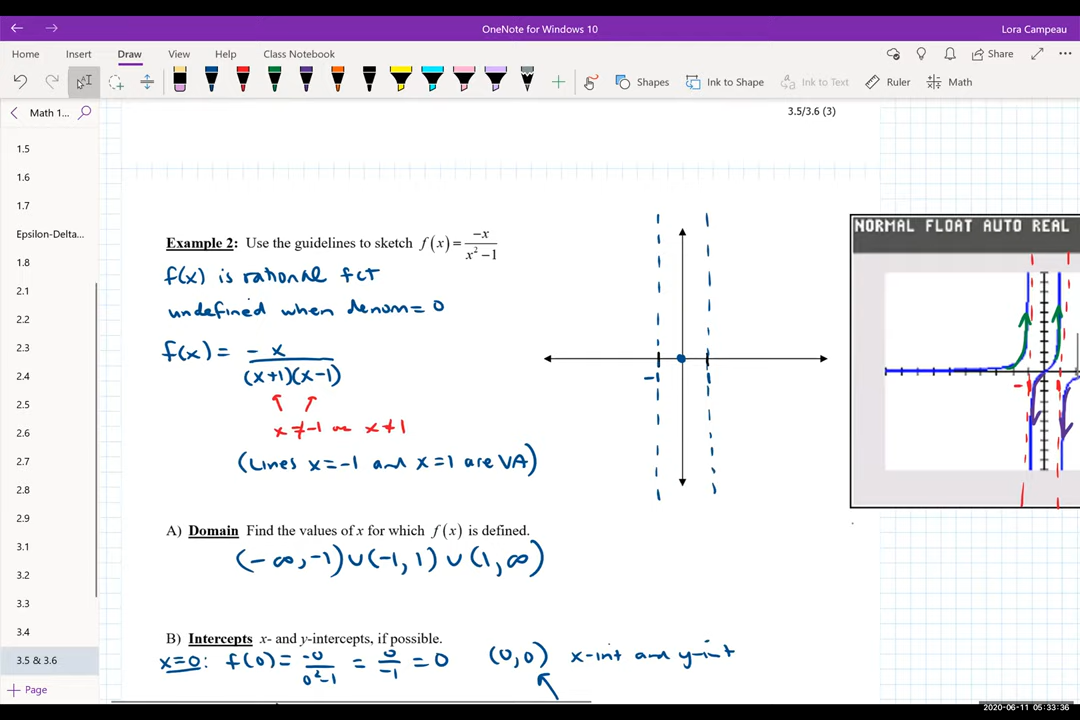 OneNote for Windows 10
Lora Campeau
Home Insert Draw View Help Class Notebook
Share
Shapes Ink to Shape Ink to Text Ruler Math
Math 1...
1.5
1.6
1.7
Epsilon-Delta...
1.8
2.1
2.2
2.3
2.4
2.5
2.6
2.7
2.8
2.9
3.1
3.2
3.3
3.4
3.5 & 3.6
Page
3.5/3.6 (3)
Example 2: Use the guidelines to sketch f(x) = -x / (x² - 1)
f(x) is rational fct
undefined when denom = 0
f(x) = -x / (x+1)(x-1)
x ≠ -1 or x ≠ 1
(Lines x = -1 and x = 1 are VA)
-1
NORMAL FLOAT AUTO REAL
A) Domain Find the values of x for which f(x) is defined.
(-∞, -1) ∪ (-1, 1) ∪ (1, ∞)
B) Intercepts x- and y-intercepts, if possible.
x=0: f(0) = -0 / 0²-1 = 0 / -1 = 0 (0,0) x-int and y-int
2020-06-11 05:33:36